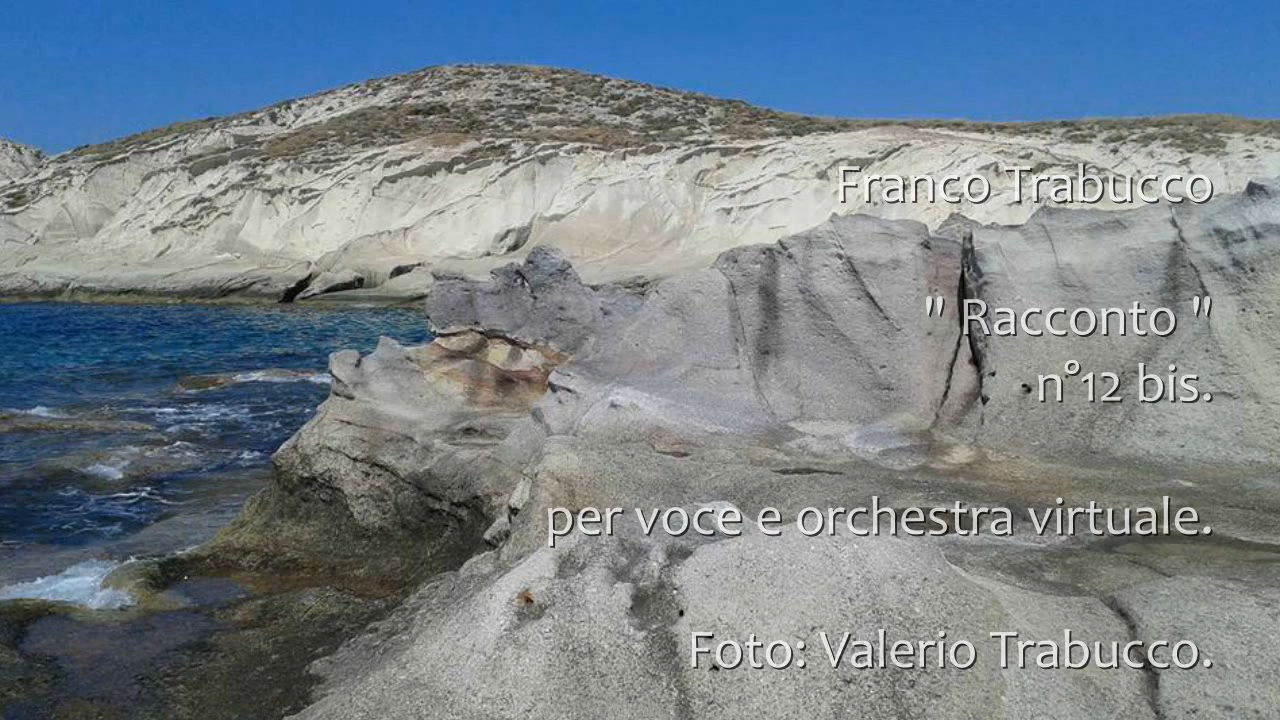 Franco Trabucco
" Racconto "
n°12 bis.
per voce e orchestra virtuale.
Foto: Valerio Trabucco.